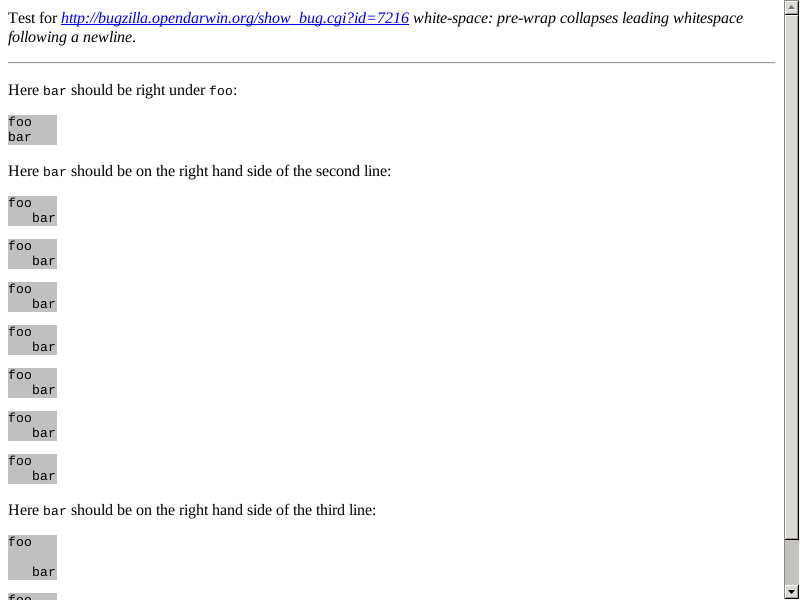 Test for http://bugzilla.opendarwin.org/show_bug.cgi?id=7216 white-space: pre-wrap collapses leading whitespace
following a newline.
Here bar should be right under foo:
foo
bar
Here bar should be on the right hand side of the second line:
foo
   bar
foo
   bar
foo
   bar
foo
   bar
foo
   bar
foo
   bar
foo
   bar
Here bar should be on the right hand side of the third line:
foo

   bar
foo